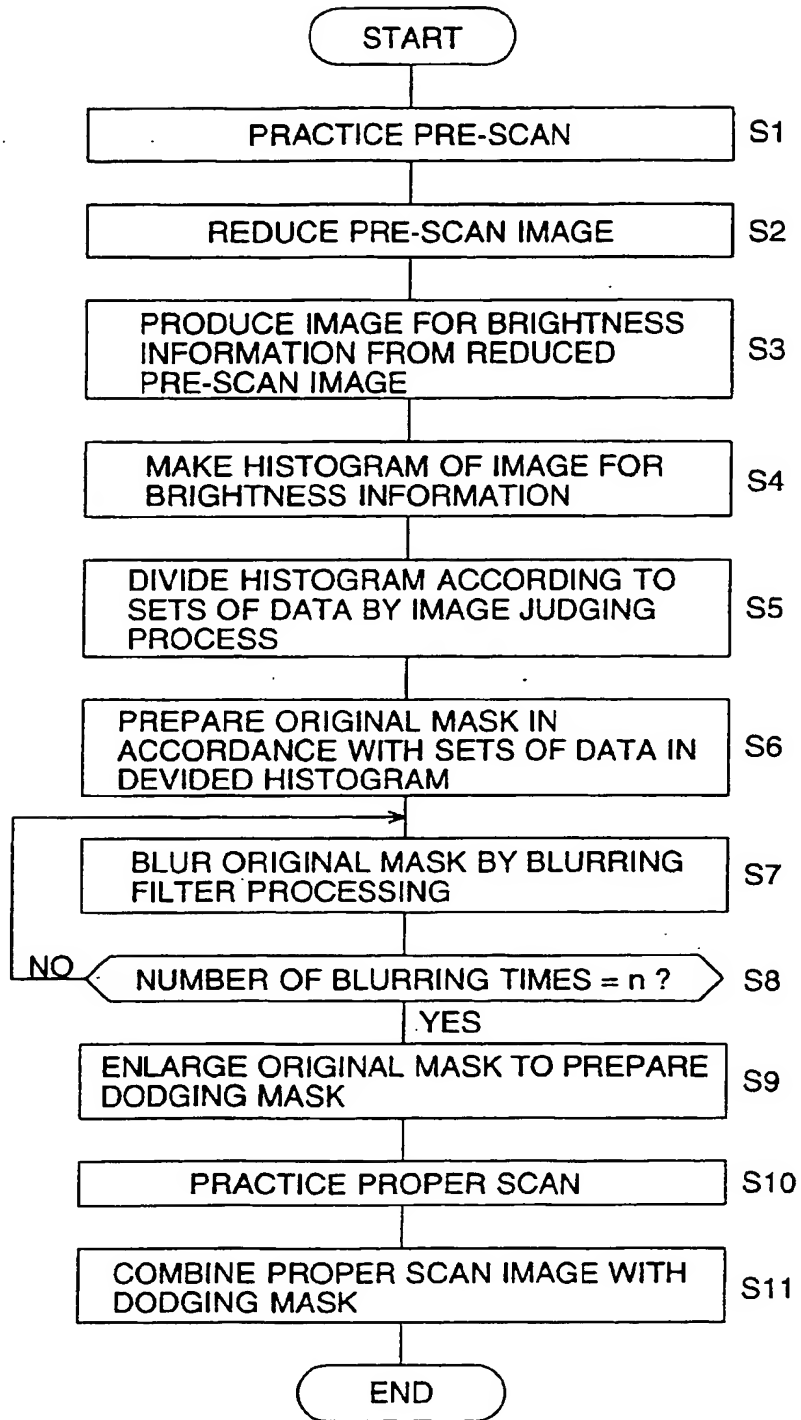 START
PRACTICE PRE-SCAN S1
REDUCE PRE-SCAN IMAGE S2
PRODUCE IMAGE FOR BRIGHTNESS S3
INFORMATION FROM REDUCED
PRE-SCAN IMAGE
MAKE HISTOGRAM OF IMAGE FOR S4
BRIGHTNESS INFORMATION
DIVIDE HISTOGRAM ACCORDING TO S5
SETS OF DATA BY IMAGE JUDGING
PROCESS
PREPARE ORIGINAL MASK IN
ACCORDANCE WITH SETS OF DATA IN S6
DEVIDED HISTOGRAM
BLUR ORIGINAL MASK BY BLURRING S7
FILTER PROCESSING
NO NUMBER OF BLURRING TIMES = n ? S8
YES
ENLARGE ORIGINAL MASK TO PREPARE S9
DODGING MASK
PRACTICE PROPER SCAN S10
COMBINE PROPER SCAN IMAGE WITH S11
DODGING MASK
END